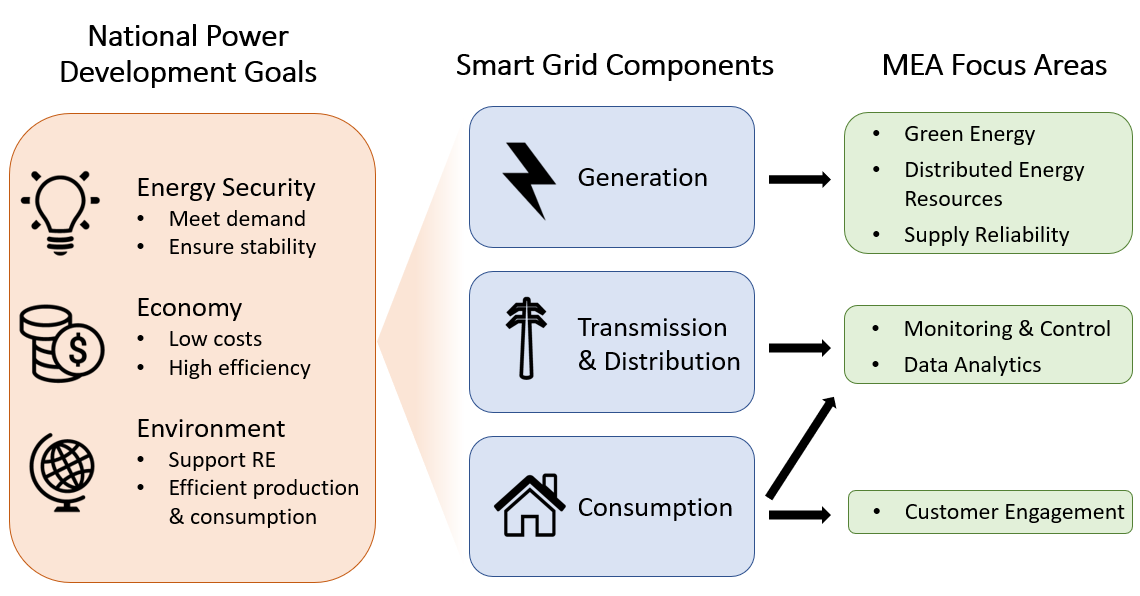 National Power
Development Goals
Smart Grid Components
MEA Focus Areas
Energy Security
• Meet demand
• Ensure stability
Economy
• Low costs
• High efficiency
$
Environment
• Support RE
• Efficient production
& consumption
Generation
Transmission
& Distribution
Consumption
• Green Energy
• Distributed Energy
Resources
• Supply Reliability
• Monitoring & Control
• Data Analytics
• Customer Engagement